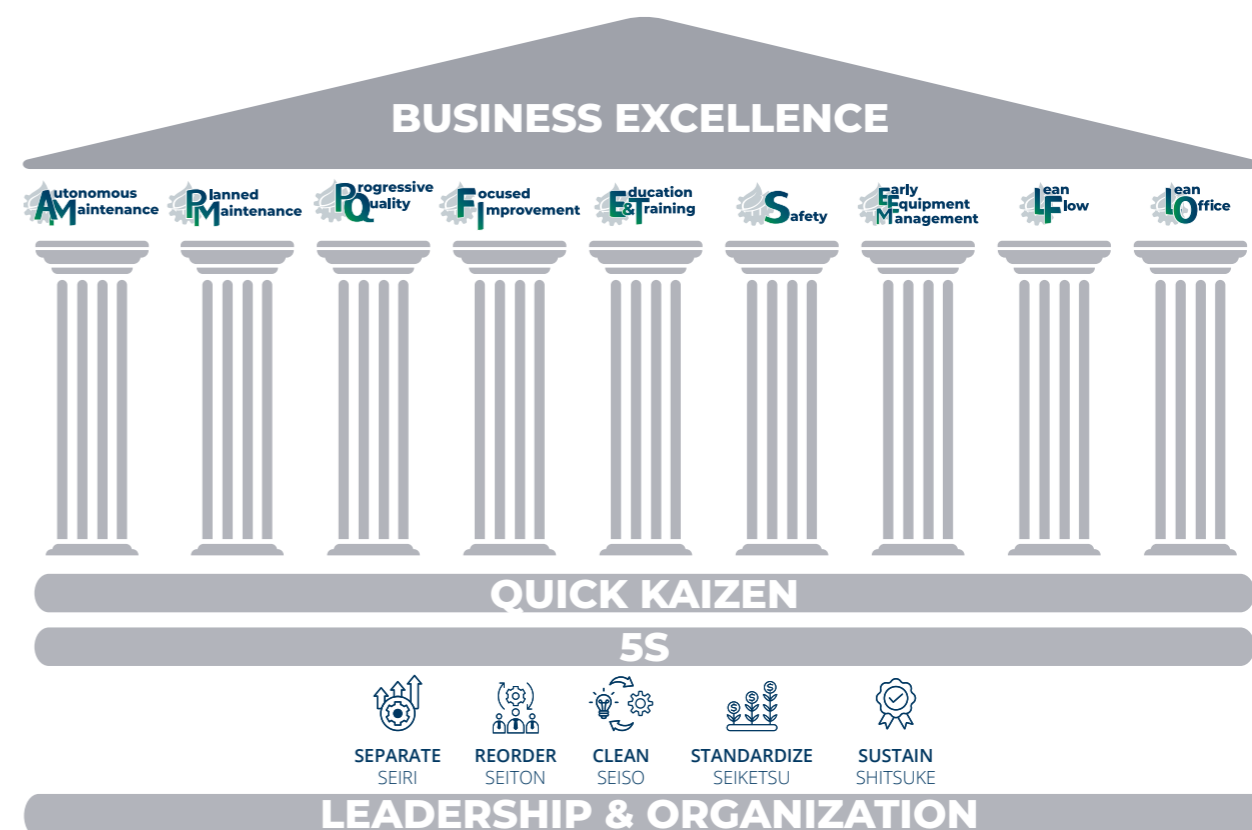 BUSINESS EXCELLENCE
Autonomous
Maintenance
Planned
Maintenance
Progressive
Quality
Focused
Improvement
Education
& Training
Safety
Early
Equipment
Management
Lean
Flow
Lean
Office
QUICK KAIZEN
5S
SEPARATE
SEIRI
REORDER
SEITON
CLEAN
SEISO
STANDARDIZE
SEIKETSU
SUSTAIN
SHITSUKE
LEADERSHIP & ORGANIZATION